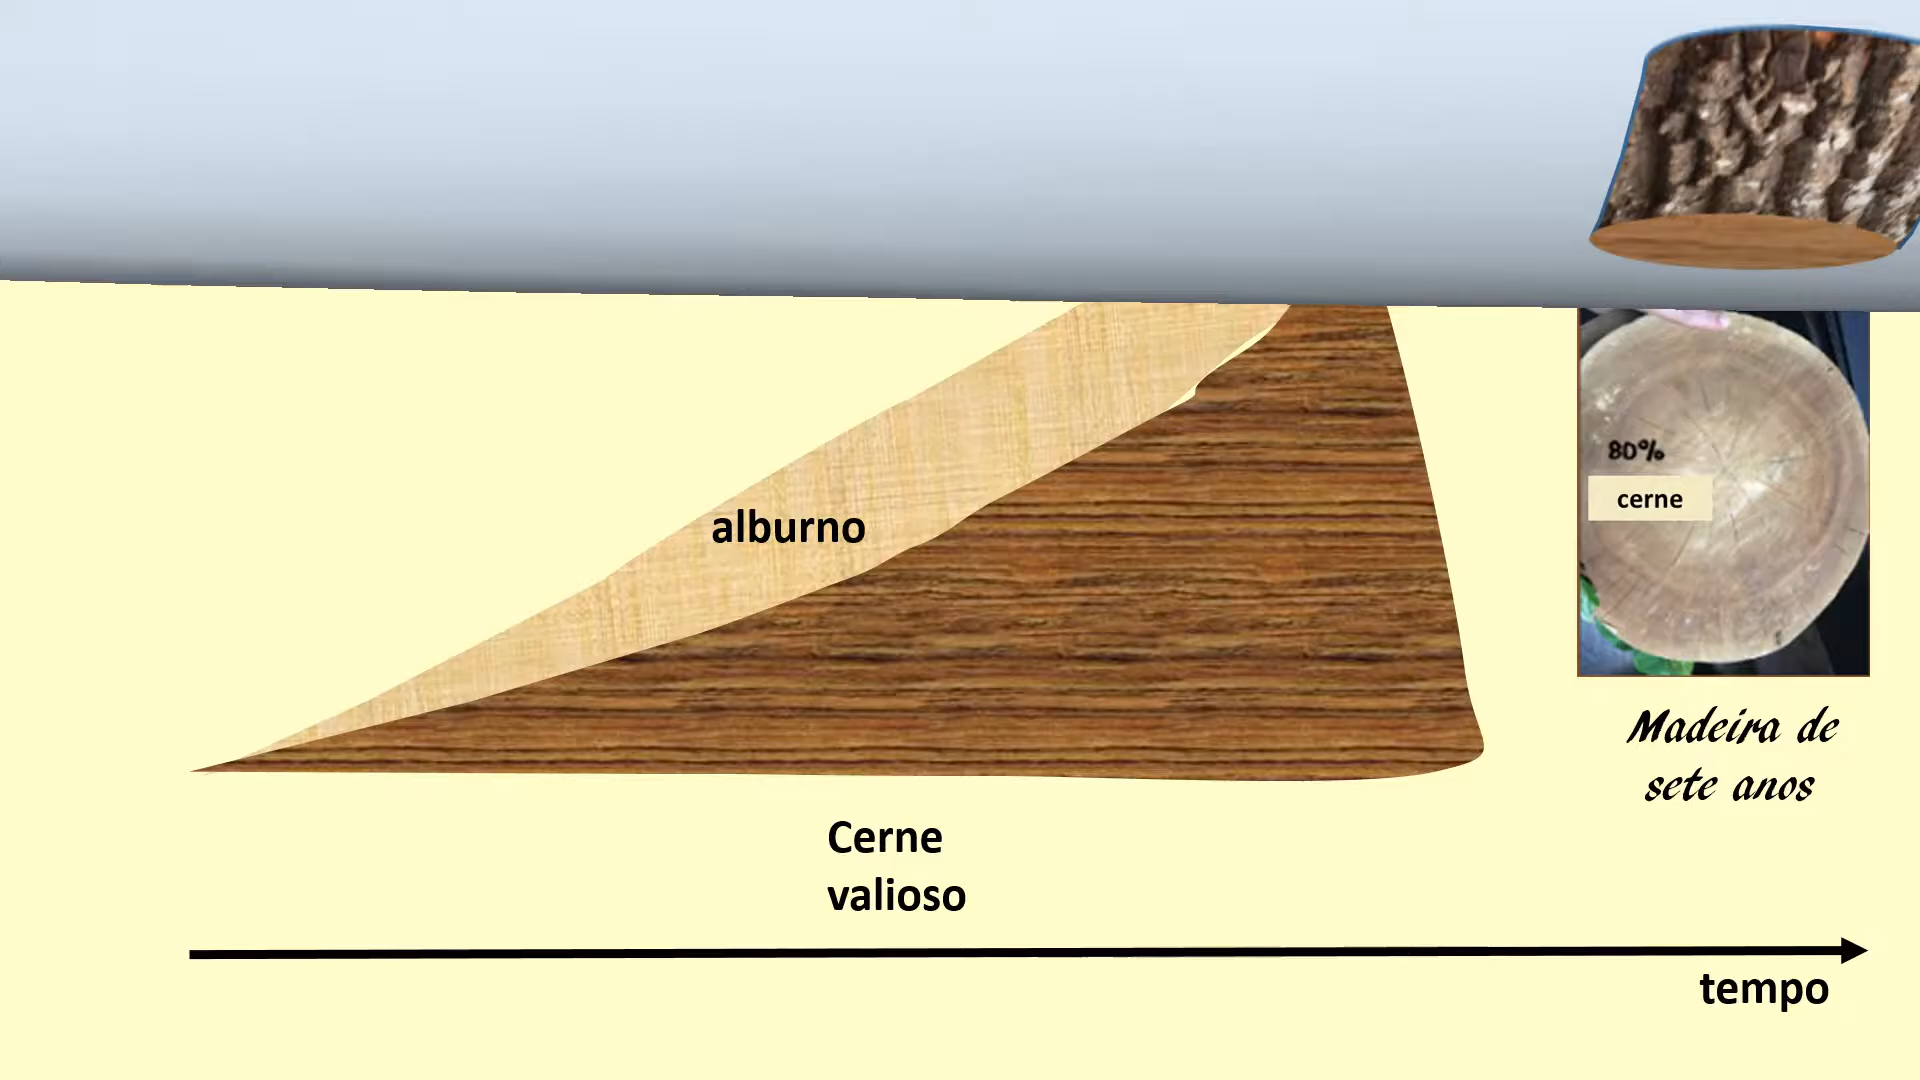 alburno
80%
cerne
Madeira de
sete anos
Cerne
valioso
tempo